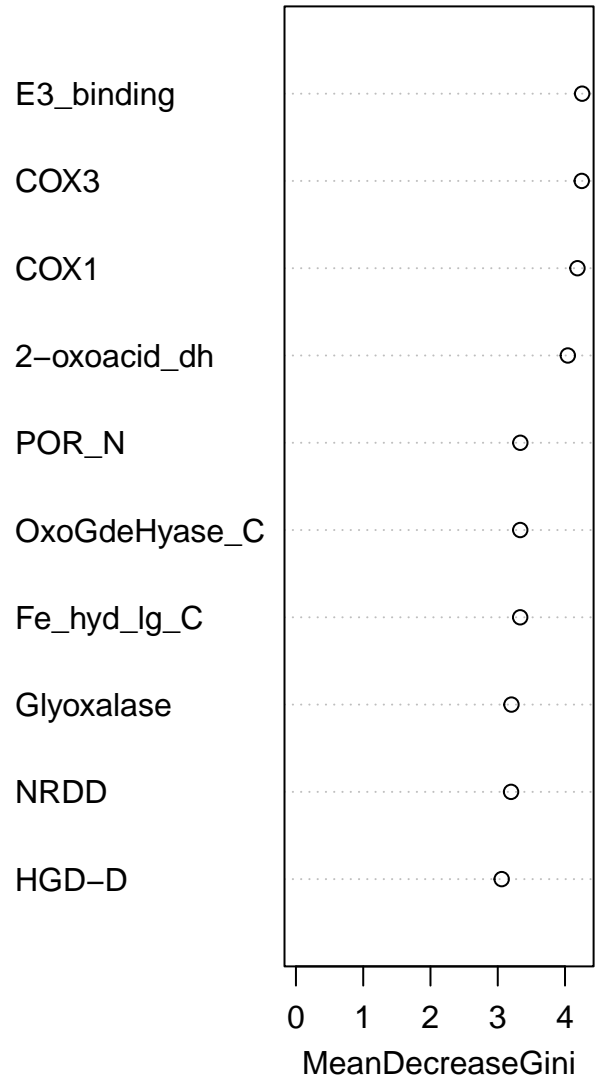 E3_binding
COX3
COX1
2−oxoacid_dh
POR_N
OxoGdeHyase_C
Fe_hyd_lg_C
Glyoxalase
NRDD
HGD−D
0 1 2 3 4
MeanDecreaseGini